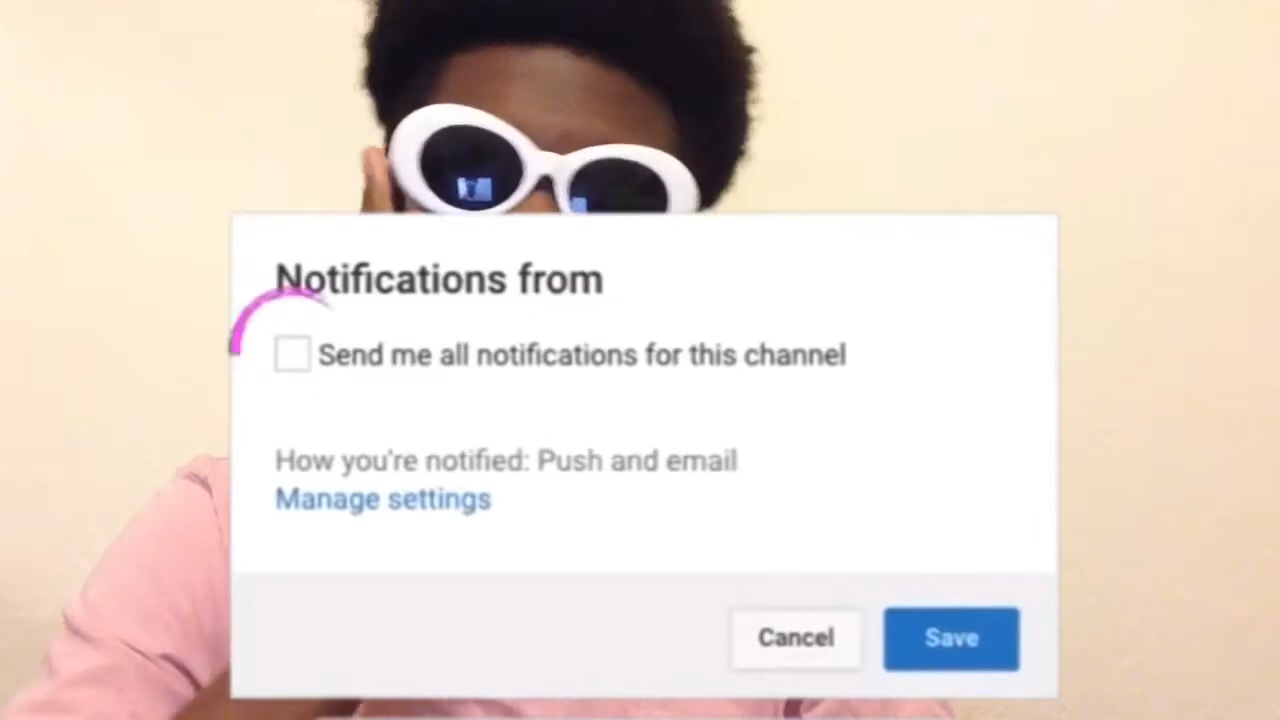 Notifications from
Send me all notifications for this channel
How you're notified: Push and email
Manage settings
Cancel
Save